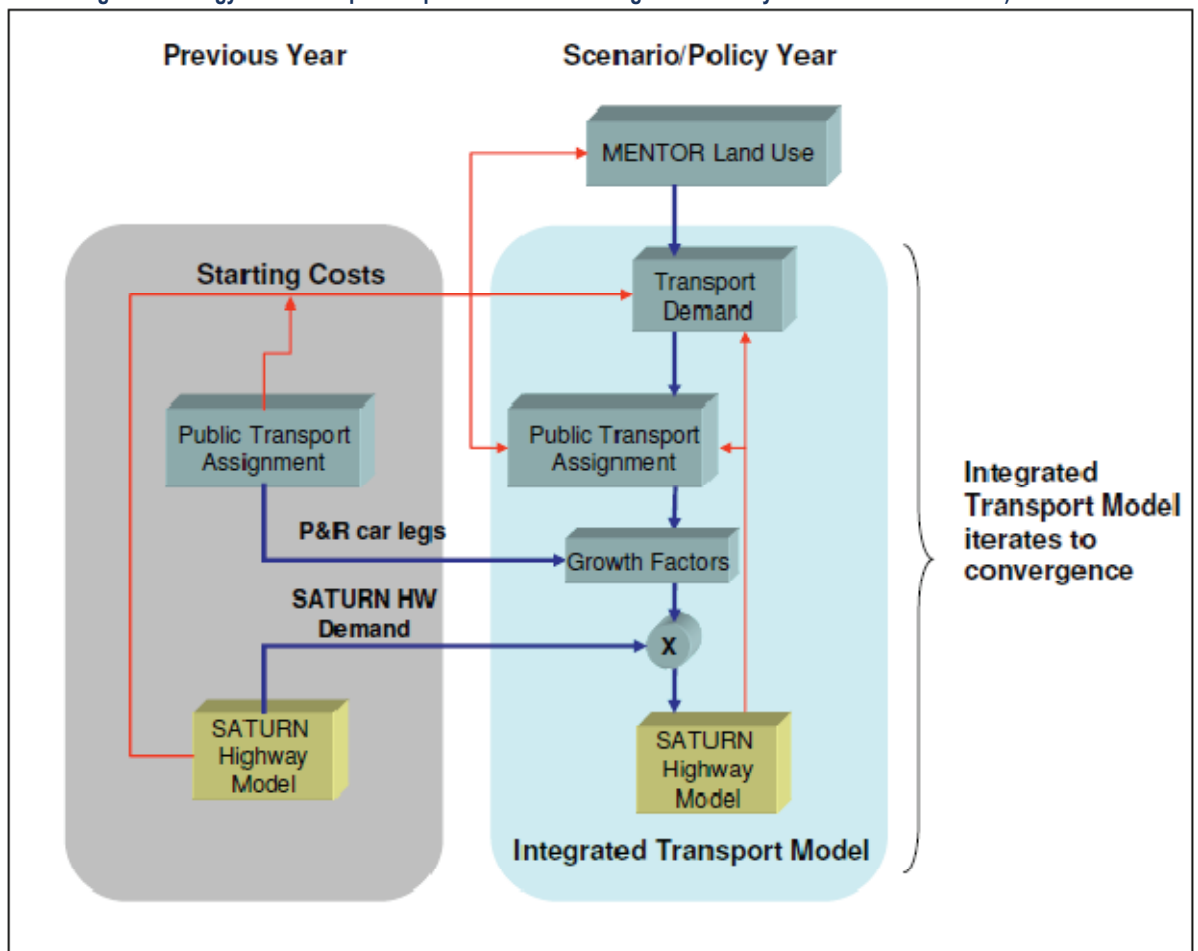 Previous Year
Scenario/Policy Year
MENTOR Land Use
Starting Costs
Transport
Demand
Public Transport
Assignment
Public Transport
Assignment
P&R car legs
Growth Factors
SATURN HW
Demand
X
SATURN
Highway
Model
SATURN
Highway
Model
Integrated Transport Model
Integrated
Transport Model
iterates to
convergence